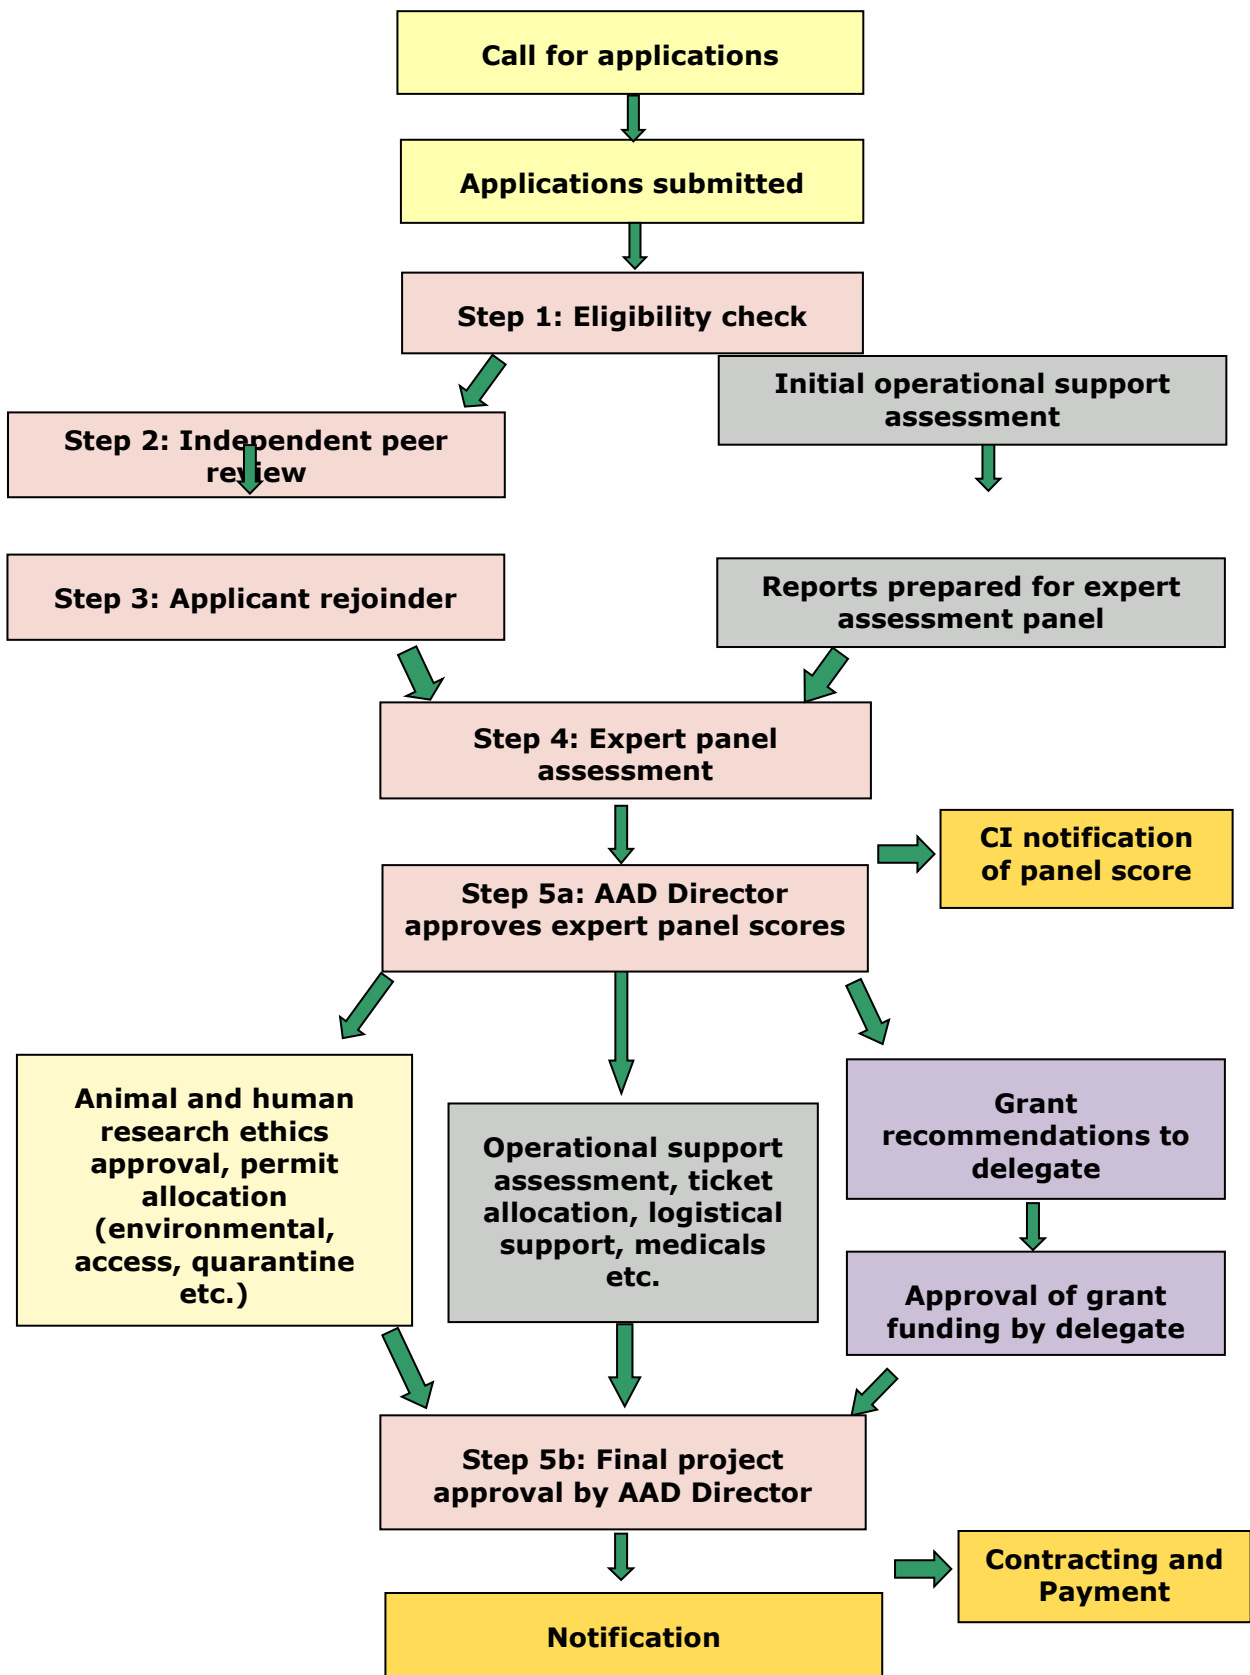 Call for applications
Applications submitted
Step 1: Eligibility check
Initial operational support
assessment
Step 2: Independent peer
review
Step 3: Applicant rejoinder
Reports prepared for expert
assessment panel
Step 4: Expert panel
assessment
CI notification
of panel score
Step 5a: AAD Director
approves expert panel scores
Animal and human
research ethics
approval, permit
allocation
(environmental,
access, quarantine
etc.)
Operational support
assessment, ticket
allocation, logistical
support, medicals
etc.
Grant
recommendations to
delegate
Approval of grant
funding by delegate
Step 5b: Final project
approval by AAD Director
Contracting and
Payment
Notification